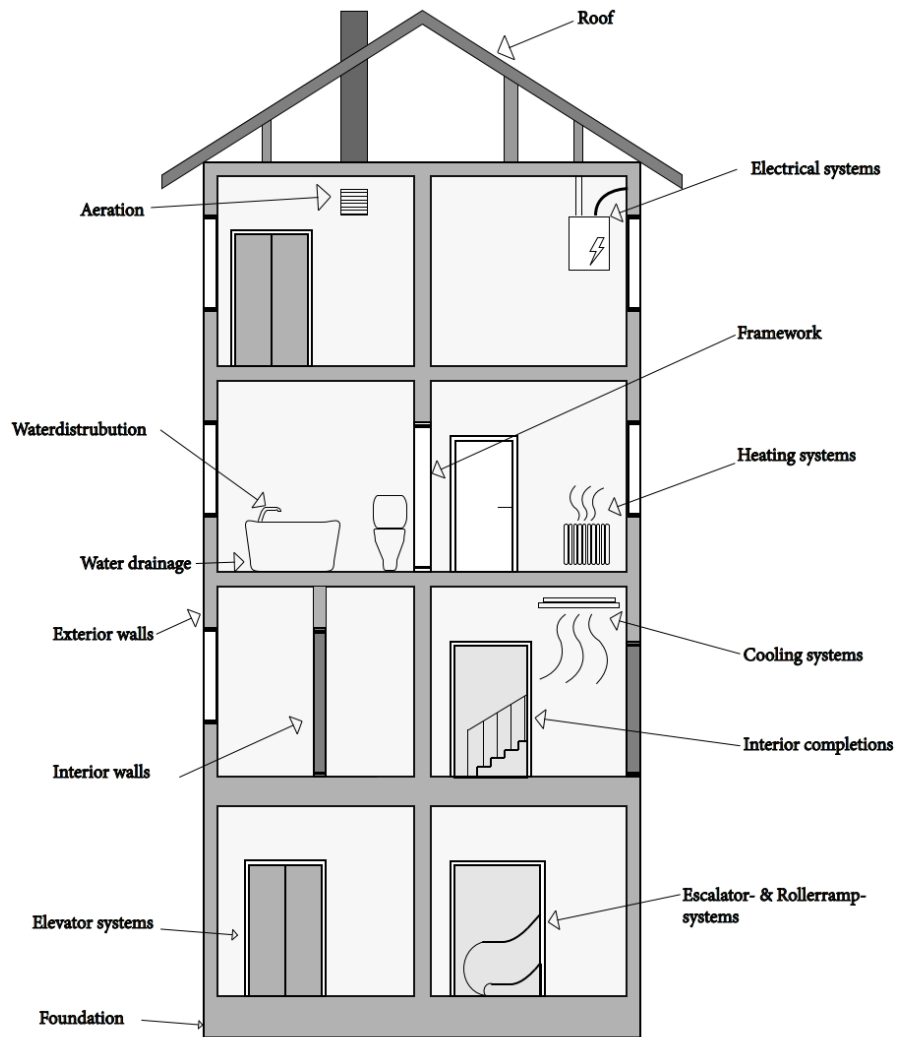 Roof
Electrical systems
Aeration
Framework
Waterdistrubution
Heating systems
Water drainage
Exterior walls
Cooling systems
Interior completions
Interior walls
Escalator- & Rollerramp-
systems
Elevator systems
Foundation